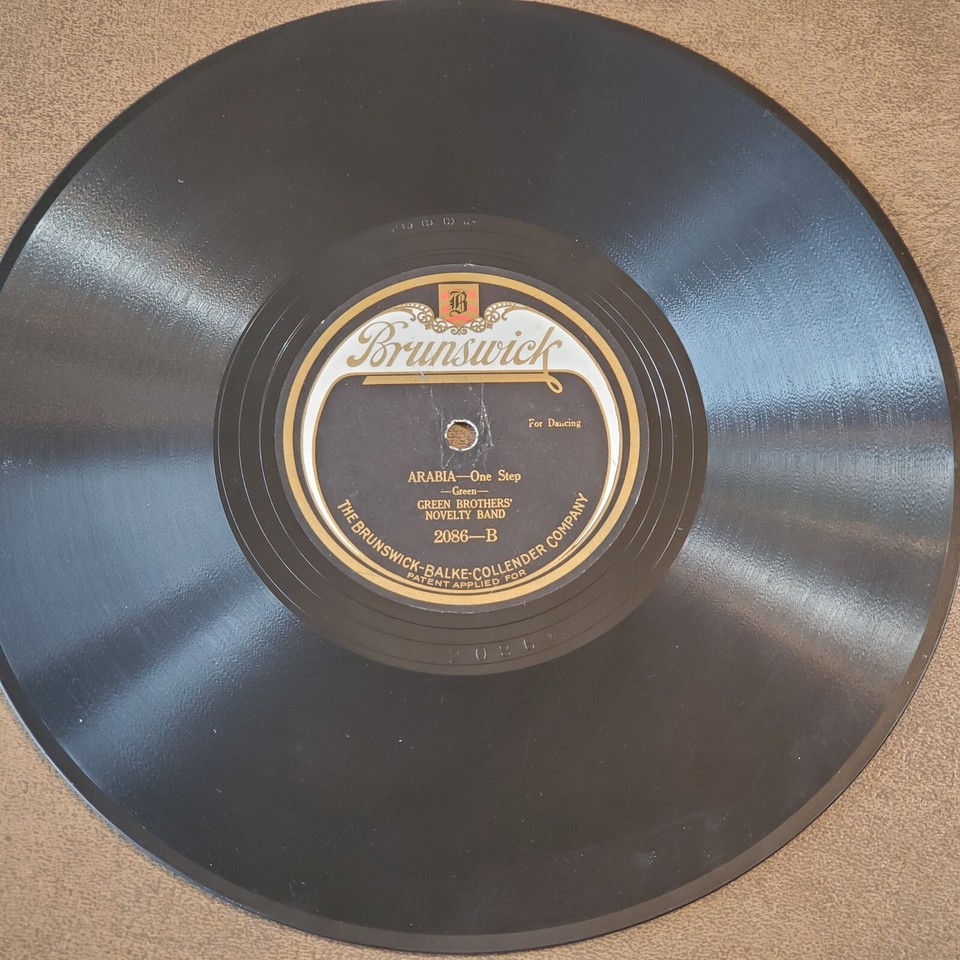 B
Brunswick
For Dancing
ARABIA—One Step
—Green—
GREEN BROTHERS'
NOVELTY BAND
2086—B
THE BRUNSWICK-BALKE-COLLENDER COMPANY
PATENT APPLIED FOR
2086